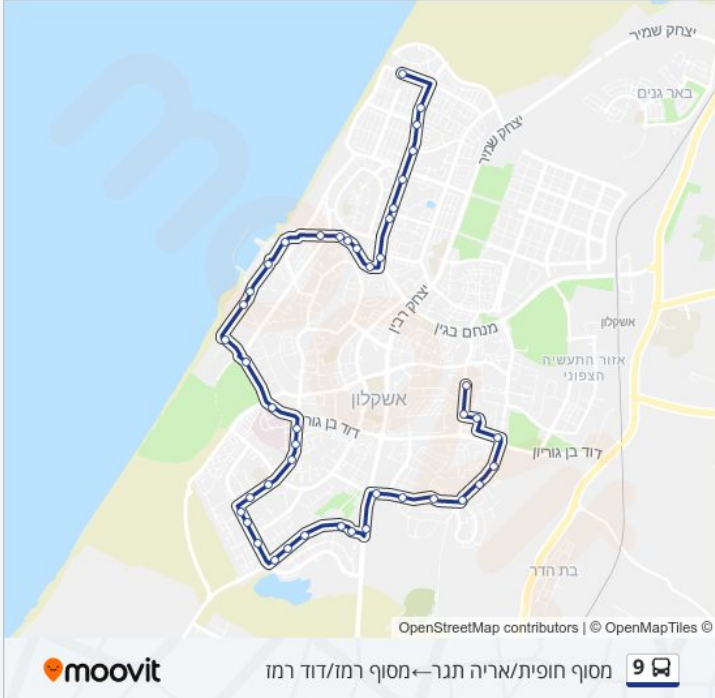 יצחק שמיר
באר גנים
יצחק שמיר
יצחק רבין
מנחם בגין
אשקלון
אזור התעשיה
הצפוני
אשקלון
דוד בן גוריון
דוד בן גוריון
בת הדר
OpenStreetMap contributors | © OpenMapTiles ©
moovit
מסוף חופית/אריה תגר←מסוף רמז/דוד רמז
9